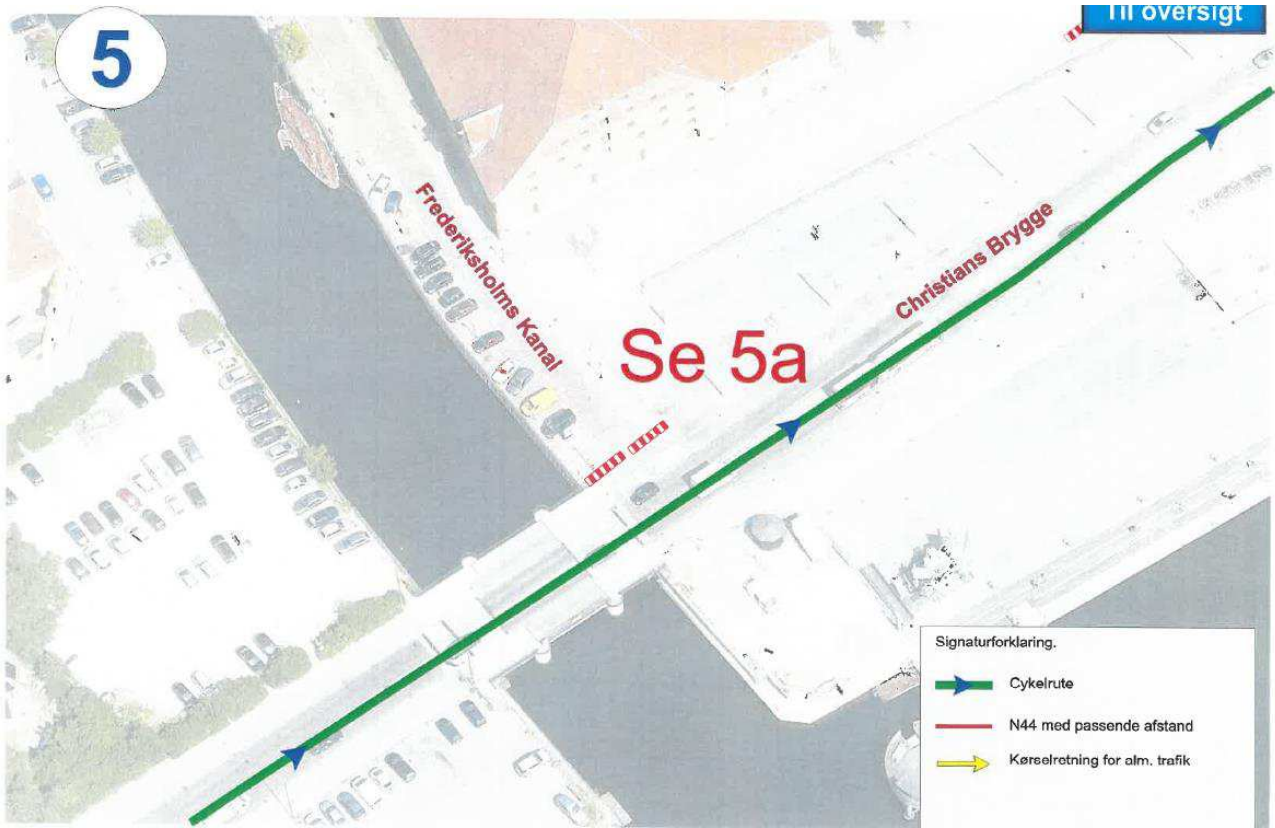 5
Til oversigt
Frederiksholms Kanal
Christians Brygge
Se 5a
Signaturforklaring.
Cykelrute
N44 med passende afstand
Kørselretning for alm. trafik